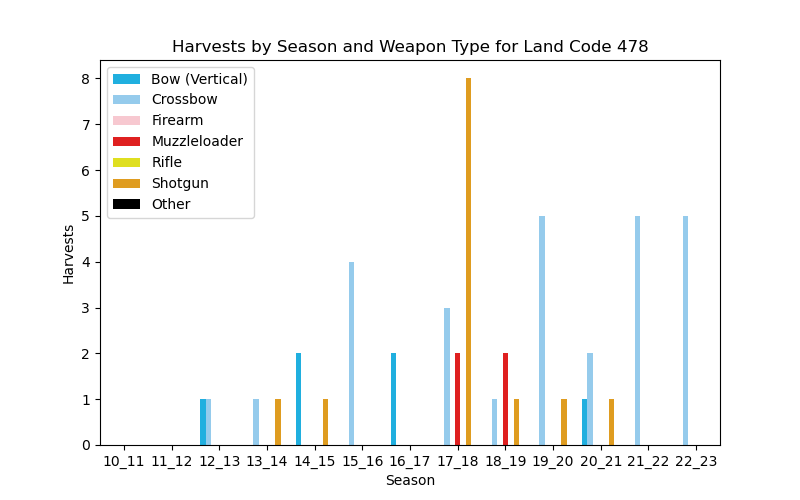 Harvests by Season and Weapon Type for Land Code 478
Bow (Vertical)
Crossbow
Firearm
Muzzleloader
Rifle
Shotgun
Other
8
7
6
5
4
3
2
1
0
Harvests
10_11 11_12 12_13 13_14 14_15 15_16 16_17 17_18 18_19 19_20 20_21 21_22 22_23
Season